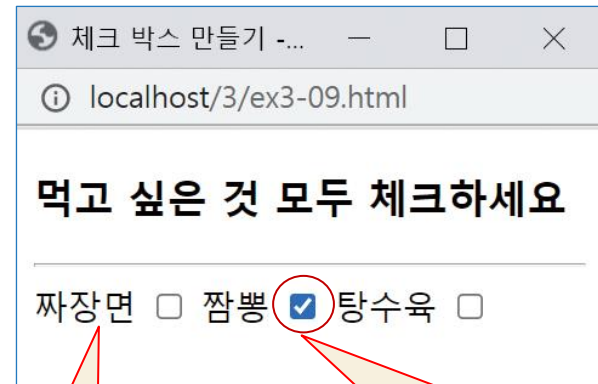 체크 박스 만들기 -...
localhost/3/ex3-09.html
먹고 싶은 것 모두 체크하세요
짜장면 짬뽕 탕수육